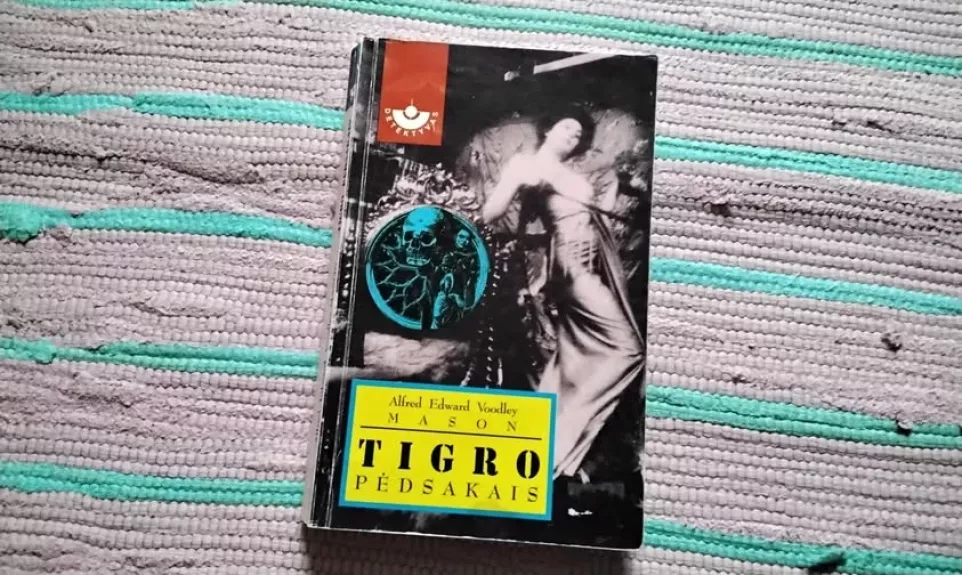 DETEKTYVAS
Alfred Edward Voodley
MASON
TIGRO
PĖDSAKAIS